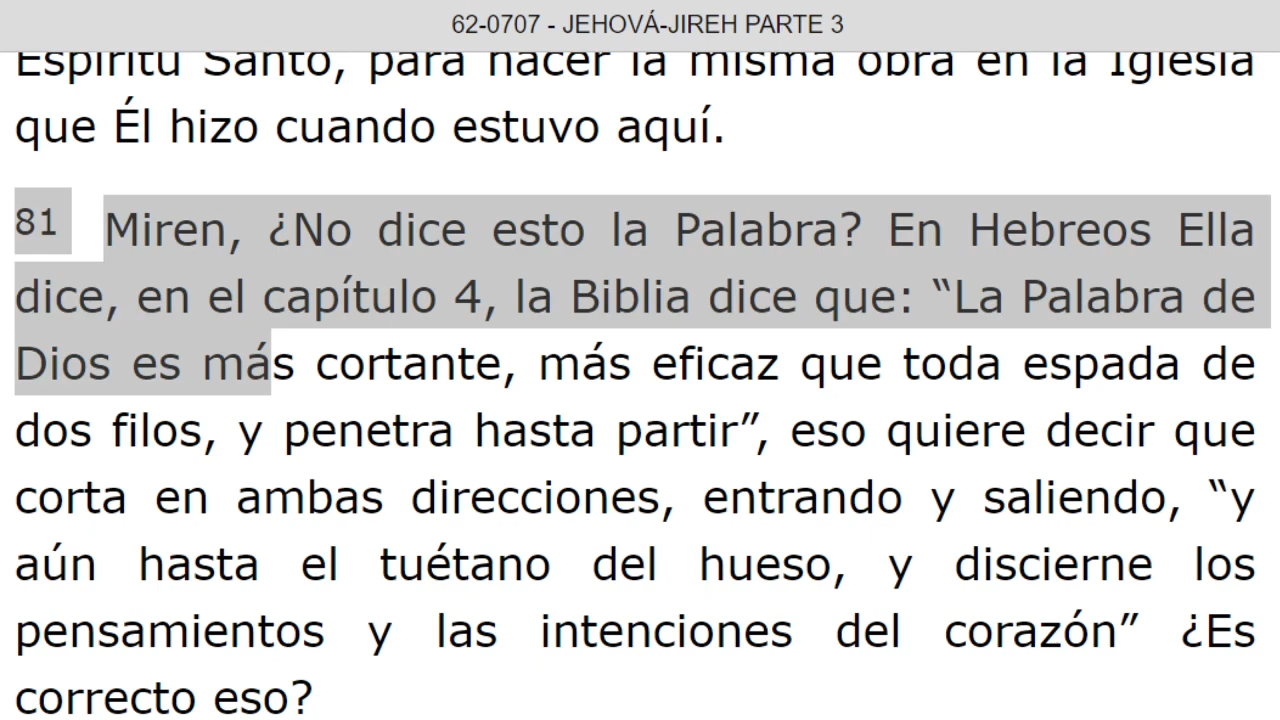 62-0707 - JEHOVÁ-JIREH PARTE 3
Espíritu Santo, para hacer la misma obra en la Iglesia
que Él hizo cuando estuvo aquí.
81 Miren, ¿No dice esto la Palabra? En Hebreos Ella
dice, en el capítulo 4, la Biblia dice que: “La Palabra de
Dios es más cortante, más eficaz que toda espada de
dos filos, y penetra hasta partir”, eso quiere decir que
corta en ambas direcciones, entrando y saliendo, “y
aún hasta el tuétano del hueso, y discierne los
pensamientos y las intenciones del corazón” ¿Es
correcto eso?